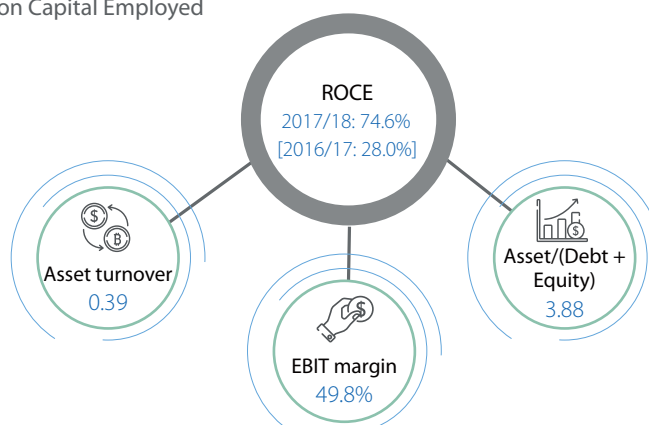 on Capital Employed
ROCE
2017/18: 74.6%
[2016/17: 28.0%]
$
B
Asset turnover
0.39
$
EBIT margin
49.8%
$
Asset/(Debt +
Equity)
3.88